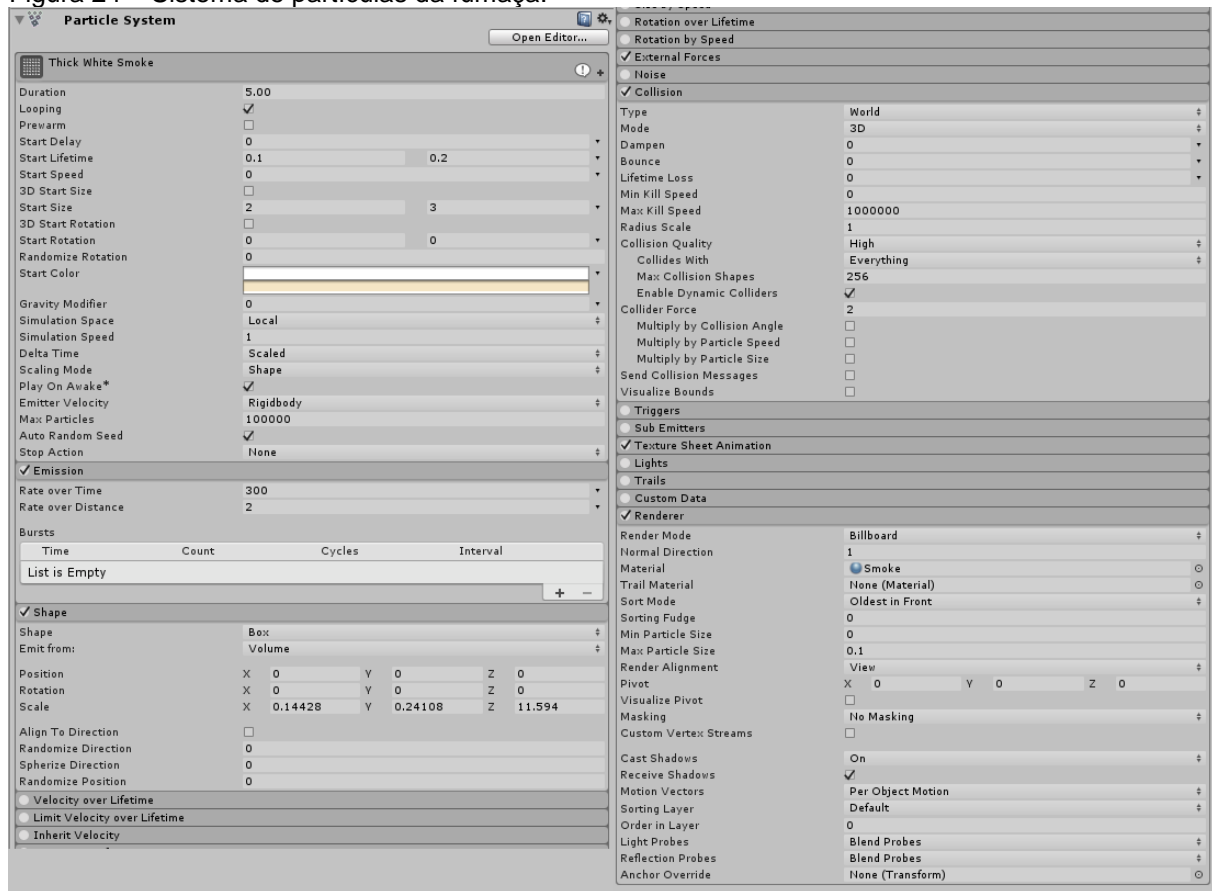 Figura 24 – Sistema de partículas da fumaça.
Particle System
Open Editor...
Thick White Smoke
Duration 5.00
Looping
Prewarm
Start Delay 0
Start Lifetime 0.1 0.2
Start Speed 0
3D Start Size
Start Size 2 3
3D Start Rotation
Start Rotation 0 0
Randomize Rotation 0
Start Color
Gravity Modifier 0
Simulation Space Local
Simulation Speed 1
Delta Time Scaled
Scaling Mode Shape
Play On Awake*
Emitter Velocity Rigidbody
Max Particles 100000
Auto Random Seed
Stop Action None
Emission
Rate over Time 300
Rate over Distance 2
Bursts
Time Count Cycles Interval
List is Empty
Shape
Shape Box
Emit from: Volume
Position X 0 Y 0 Z 0
Rotation X 0 Y 0 Z 0
Scale X 0.14428 Y 0.24108 Z 11.594
Align To Direction
Randomize Direction 0
Spherize Direction 0
Randomize Position 0
Velocity over Lifetime
Limit Velocity over Lifetime
Inherit Velocity
Rotation over Lifetime
Rotation by Speed
External Forces
Noise
Collision
Type World
Mode 3D
Dampen 0
Bounce 0
Lifetime Loss 0
Min Kill Speed 0
Max Kill Speed 1000000
Radius Scale 1
Collision Quality High
Collides With Everything
Max Collision Shapes 256
Enable Dynamic Colliders
Collider Force 2
Multiply by Collision Angle
Multiply by Particle Speed
Multiply by Particle Size
Send Collision Messages
Visualize Bounds
Triggers
Sub Emitters
Texture Sheet Animation
Lights
Trails
Custom Data
Renderer
Render Mode Billboard
Normal Direction 1
Material Smoke
Trail Material None (Material)
Sort Mode Oldest in Front
Sorting Fudge 0
Min Particle Size 0
Max Particle Size 0.1
Render Alignment View
Pivot X 0 Y 0 Z 0
Visualize Pivot
Masking No Masking
Custom Vertex Streams
Cast Shadows On
Receive Shadows
Motion Vectors Per Object Motion
Sorting Layer Default
Order in Layer 0
Light Probes Blend Probes
Reflection Probes Blend Probes
Anchor Override None (Transform)